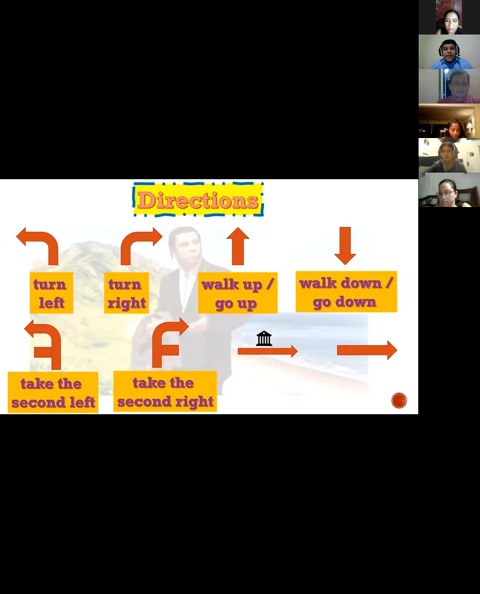 Directions
turn
left
turn
right
walk up /
go up
walk down /
go down
take the
second left
take the
second right